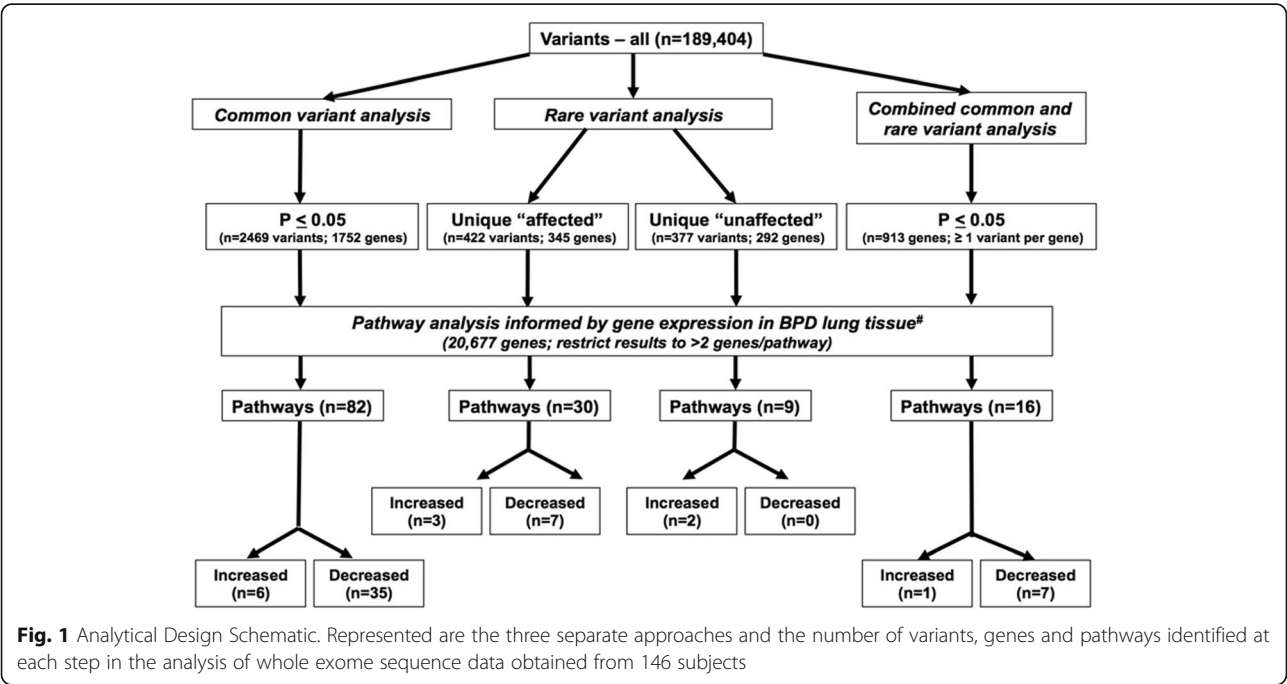 Variants – all (n=189,404)
Common variant analysis
Rare variant analysis
Combined common and
rare variant analysis
P ≤ 0.05
(n=2469 variants; 1752 genes)
Unique “affected”
(n=422 variants; 345 genes)
Unique “unaffected”
(n=377 variants; 292 genes)
P ≤ 0.05
(n=913 genes; ≥ 1 variant per gene)
Pathway analysis informed by gene expression in BPD lung tissue#
(20,677 genes; restrict results to >2 genes/pathway)
Pathways (n=82)
Pathways (n=30)
Pathways (n=9)
Pathways (n=16)
Increased
(n=3)
Decreased
(n=7)
Increased
(n=2)
Decreased
(n=0)
Increased
(n=6)
Decreased
(n=35)
Increased
(n=1)
Decreased
(n=7)
Fig. 1 Analytical Design Schematic. Represented are the three separate approaches and the number of variants, genes and pathways identified at
each step in the analysis of whole exome sequence data obtained from 146 subjects